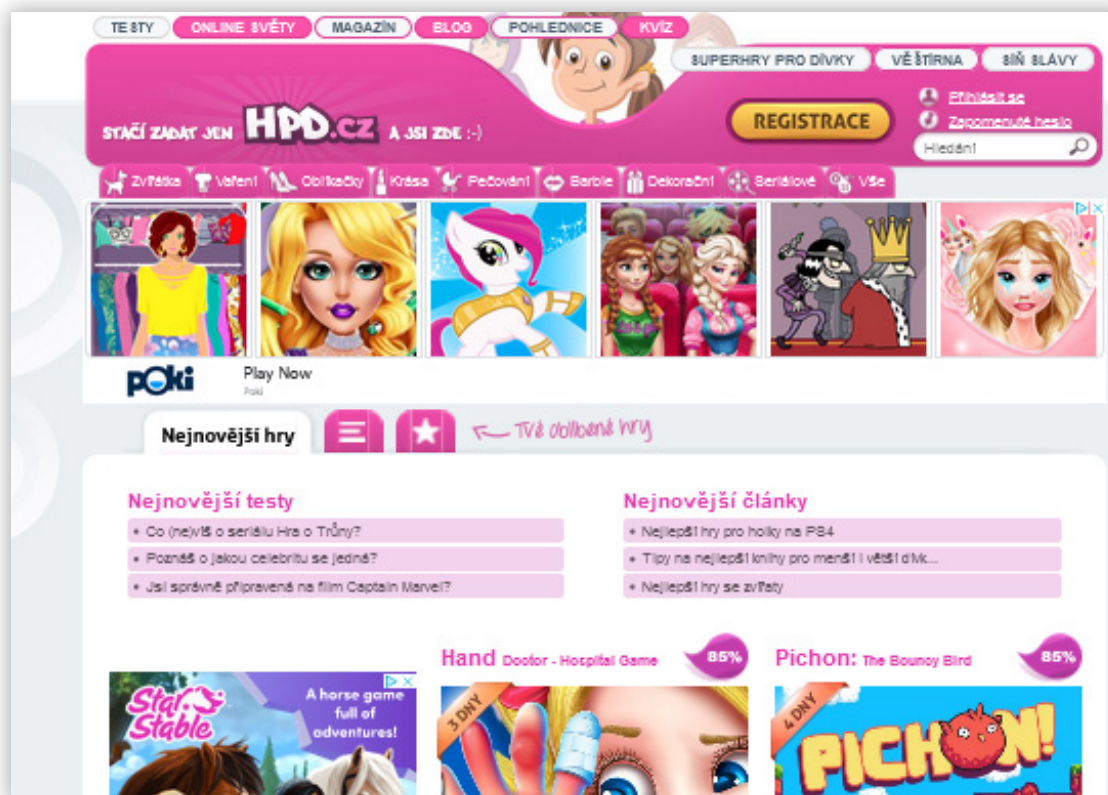 TESTY ONLINE SVĚTY MAGAZÍN BLOG POHLEDNICE KVÍZ
SUPERHRY PRO DÍVKY VĚŠTÍRNA SÍŇ SLÁVY
Přihlásit se
STAČÍ ZADAT JEN HPD.CZ A JSI ZDE :-) REGISTRACE
Zapomenuté heslo
Hledání
Zvířátka Vaření Oblíkačky Krása Pečování Barbie Dekorační Seriálové Vše
poki Play Now
Poki
Nejnovější hry Tvé oblíbené hry
Nejnovější testy
• Co (ne)víš o seriálu Hra o Trůny?
• Poznáš o jakou celebritu se jedná?
• Jsi správně připravená na film Captain Marvel?
Nejnovější články
• Nejlepší hry pro holky na PS4
• Tipy na nejlepší knihy pro menší i větší dívk...
• Nejlepší hry se zvířaty
Star Stable
A horse game
full of
adventures!
Hand Doctor - Hospital Game 85%
3 DNY
Pichon: The Bouncy Bird 85%
4 DNY
PICHON!